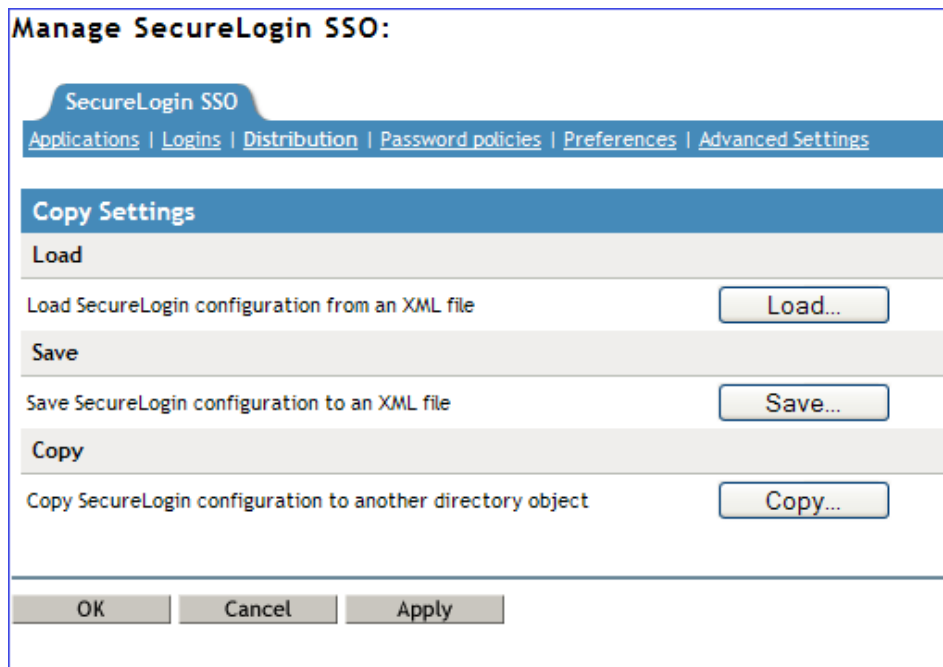 Manage SecureLogin SSO:
SecureLogin SSO
Applications | Logins | Distribution | Password policies | Preferences | Advanced Settings
Copy Settings
Load
Load SecureLogin configuration from an XML file Load...
Save
Save SecureLogin configuration to an XML file Save...
Copy
Copy SecureLogin configuration to another directory object Copy...
OK Cancel Apply